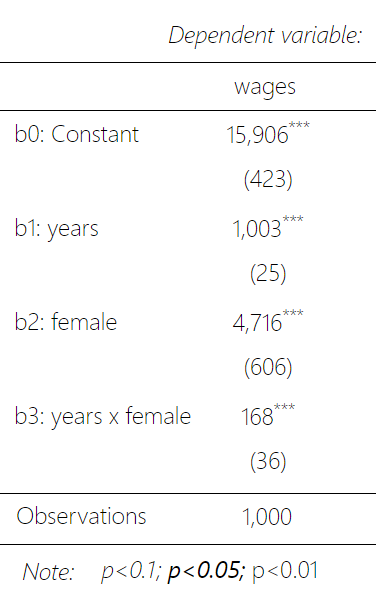 Dependent variable:
wages
b0: Constant 15,906***
(423)
b1: years 1,003***
(25)
b2: female 4,716***
(606)
b3: years x female 168***
(36)
Observations 1,000
Note: p<0.1; p<0.05; p<0.01